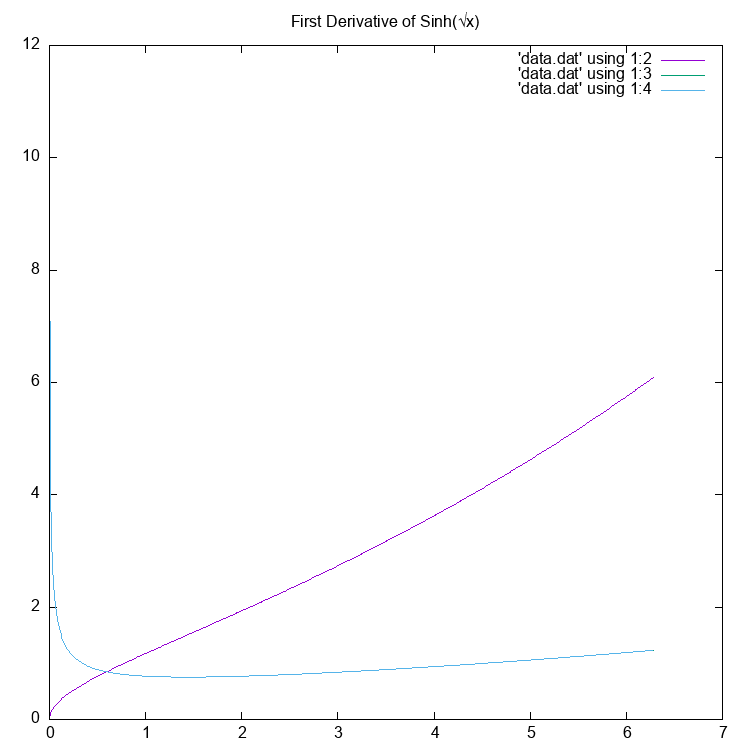 First Derivative of Sinh(√x)
'data.dat' using 1:2
'data.dat' using 1:3
'data.dat' using 1:4
12
10
8
6
4
2
0
0 1 2 3 4 5 6 7